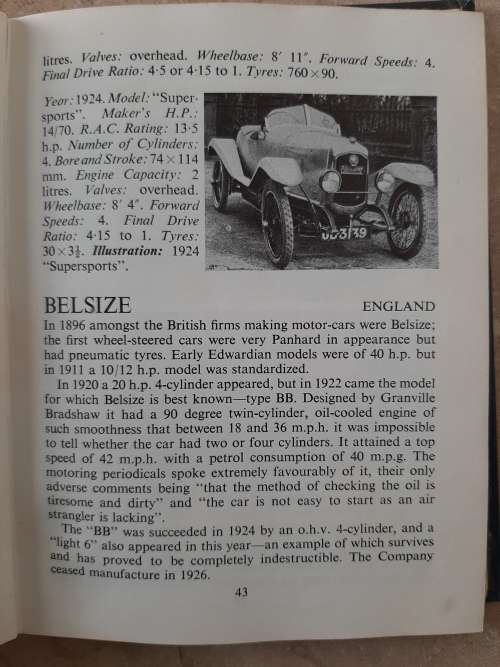 litres. Valves: overhead. Wheelbase: 8′ 11″. Forward Speeds: 4.
Final Drive Ratio: 4·5 or 4·15 to 1. Tyres: 760×90.
Year: 1924. Model: "Super-
sports". Maker's H.P.:
14/70. R.A.C. Rating: 13·5
h.p. Number of Cylinders:
4. Bore and Stroke: 74×114
mm. Engine Capacity: 2
litres. Valves: overhead.
Wheelbase: 8′ 4″. Forward
Speeds: 4. Final Drive
Ratio: 4·15 to 1. Tyres:
30×3½. Illustration: 1924
"Supersports".
BELSIZE ENGLAND
In 1896 amongst the British firms making motor-cars were Belsize;
the first wheel-steered cars were very Panhard in appearance but
had pneumatic tyres. Early Edwardian models were of 40 h.p. but
in 1911 a 10/12 h.p. model was standardized.
In 1920 a 20 h.p. 4-cylinder appeared, but in 1922 came the model
for which Belsize is best known—type BB. Designed by Granville
Bradshaw it had a 90 degree twin-cylinder, oil-cooled engine of
such smoothness that between 18 and 36 m.p.h. it was impossible
to tell whether the car had two or four cylinders. It attained a top
speed of 42 m.p.h. with a petrol consumption of 40 m.p.g. The
motoring periodicals spoke extremely favourably of it, their only
adverse comments being "that the method of checking the oil is
tiresome and dirty" and "the car is not easy to start as an air
strangler is lacking".
The "BB" was succeeded in 1924 by an o.h.v. 4-cylinder, and a
"light 6" also appeared in this year—an example of which survives
and has proved to be completely indestructible. The Company
ceased manufacture in 1926.
43